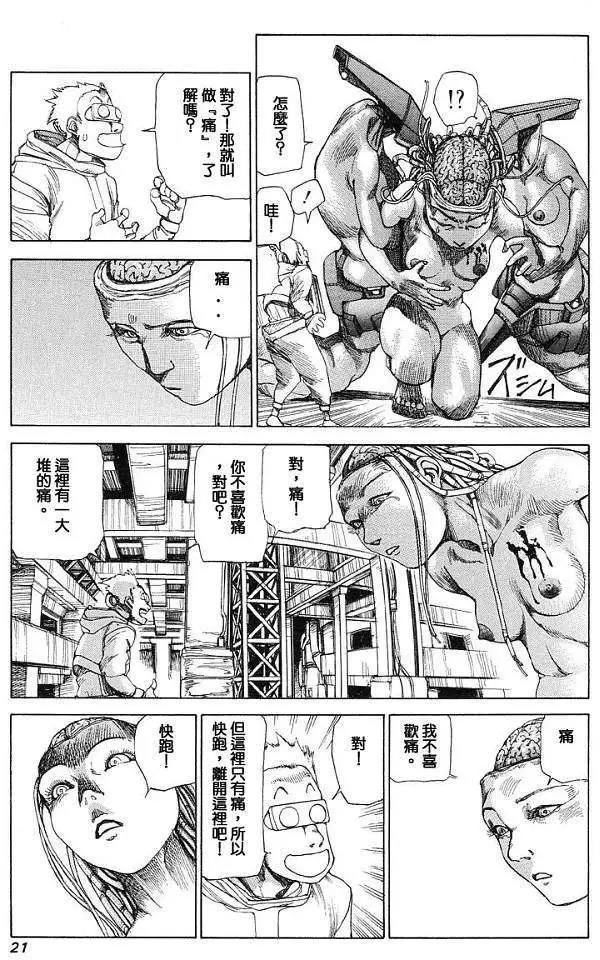 !?
怎麼了?
!
哇!
ズシム
對了!那就叫
做『痛』,了
解嗎?
痛..
對,痛!
你不喜歡痛
,對吧?
這裡有一大
堆的痛。
痛
我不喜
歡痛。
對!
但這裡只有痛,所以
快跑,離開這裡吧!
快跑!
21